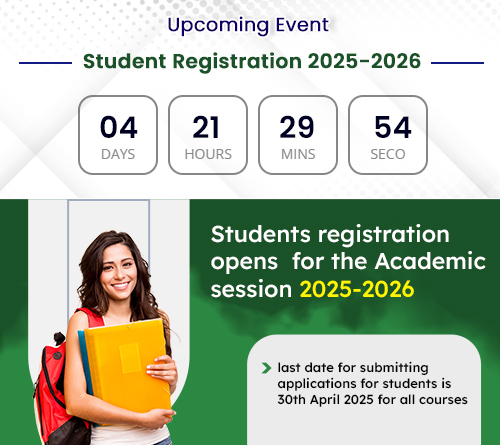 Upcoming Event
Student Registration 2025-2026
04 21 29 54
DAYS HOURS MINS SECO
Students registration
opens for the Academic
session 2025-2026
last date for submitting
applications for students is
30th April 2025 for all courses